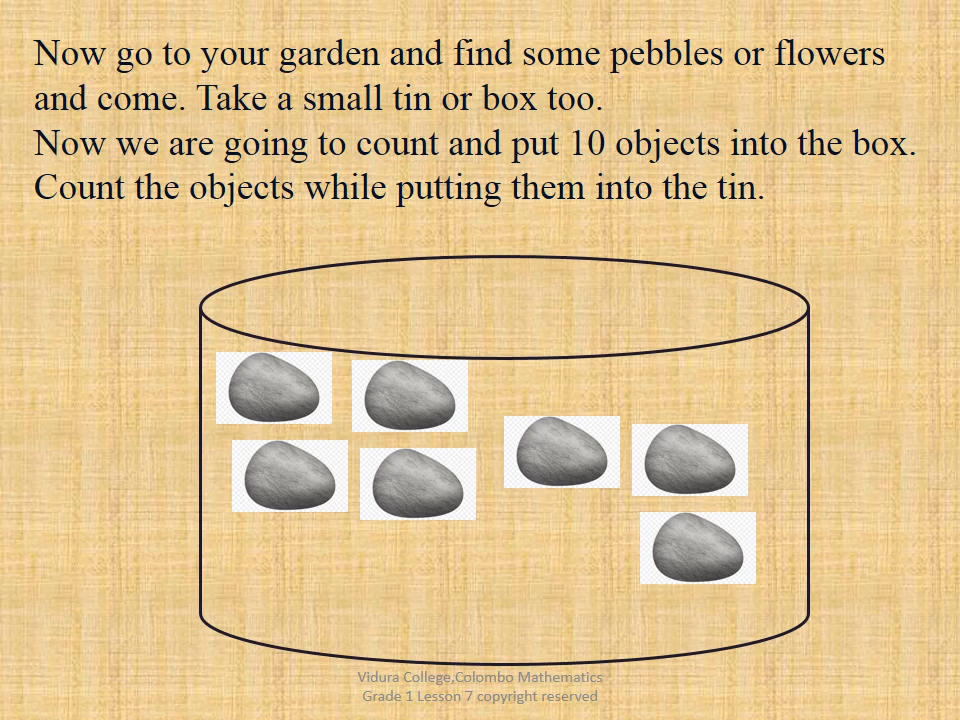 Now go to your garden and find some pebbles or flowers
and come. Take a small tin or box too.
Now we are going to count and put 10 objects into the box.
Count the objects while putting them into the tin.
Vidura College,Colombo Mathematics
Grade 1 Lesson 7 copyright reserved